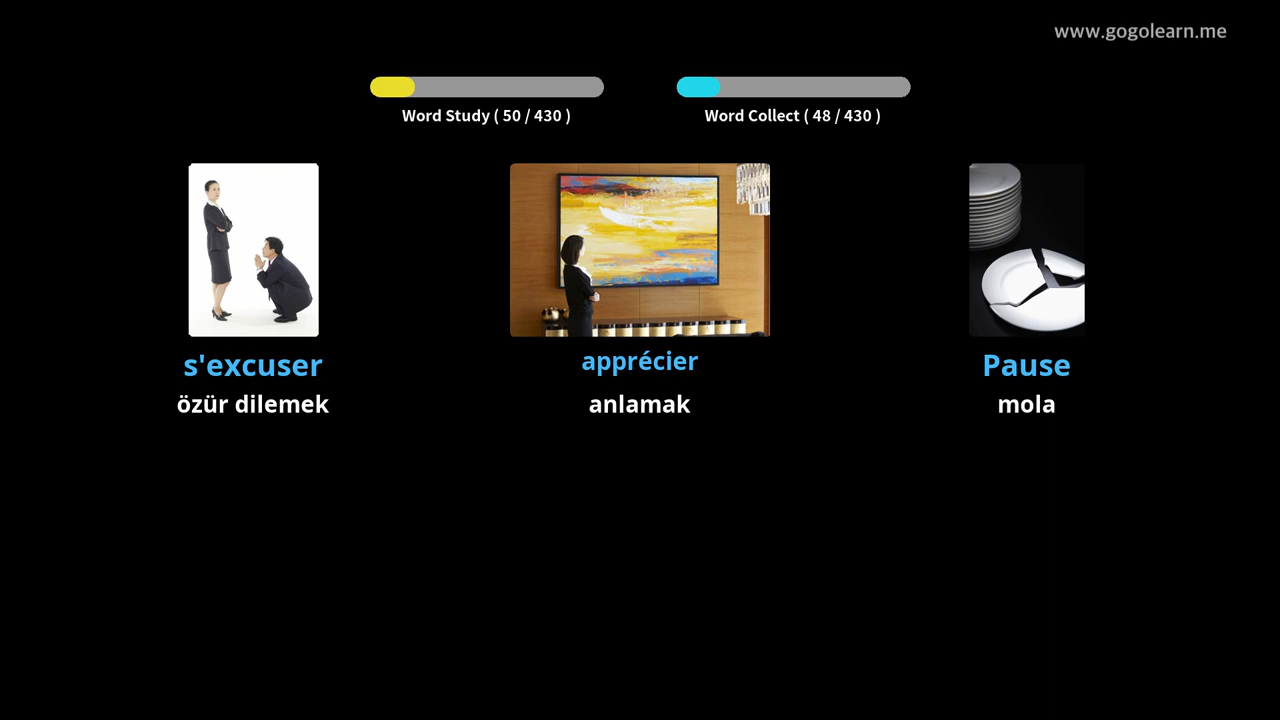 www.gogolearn.me
Word Study ( 50 / 430 )
Word Collect ( 48 / 430 )
s'excuser
özür dilemek
apprécier
anlamak
Pause
mola